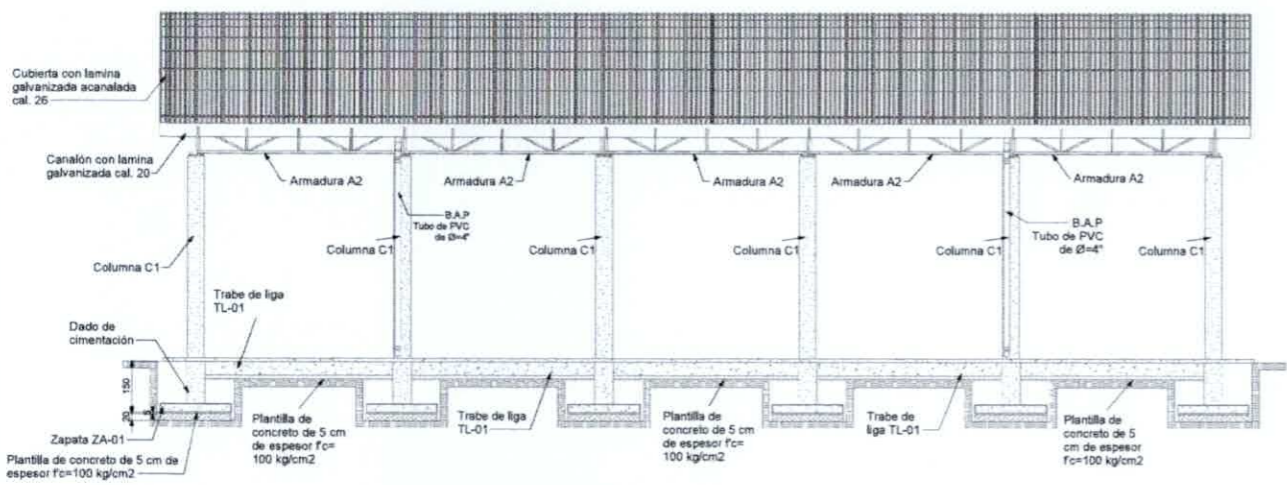 Cubierta con lamina
galvanizada acanalada
cal. 26
Canalón con lamina
galvanizada cal. 20
Armadura A2
Armadura A2
Armadura A2
Armadura A2
Armadura A2
B.A.P
Tubo de PVC
de Ø=4"
B.A.P
Tubo de PVC
de Ø=4"
Columna C1
Columna C1
Columna C1
Columna C1
Columna C1
Columna C1
Trabe de liga
TL-01
Dado de
cimentación
150
20
Zapata ZA-01
Plantilla de concreto de 5 cm de
espesor f'c=100 kg/cm2
Plantilla de
concreto de 5 cm
de espesor f'c=
100 kg/cm2
Trabe de liga
TL-01
Plantilla de
concreto de 5 cm
de espesor f'c=
100 kg/cm2
Trabe de
liga TL-01
Plantilla de
concreto de 5
cm de espesor
f'c=100 kg/cm2